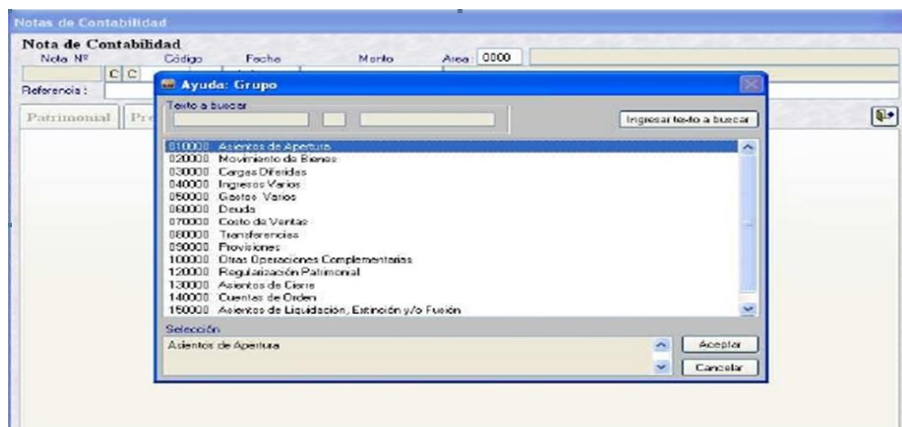 Notas de Contabilidad
Nota de Contabilidad
Nota Nº Código Fecha Monto Area: 0000
C C
Referencia:
Patrimonial Pre
Ayuda: Grupo
Texto a buscar
Ingresar texto a buscar
010000 Asientos de Apertura
020000 Movimiento de Bienes
030000 Cargas Diferidas
040000 Ingresos Varios
050000 Gastos Varios
060000 Deuda
070000 Costo de Ventas
080000 Transferencias
090000 Provisiones
100000 Otras Operaciones Complementarias
120000 Regularización Patrimonial
130000 Asientos de Cierre
140000 Cuentas de Orden
150000 Asientos de Liquidación, Extinción y/o Fusión
Selección
Asientos de Apertura
Aceptar
Cancelar